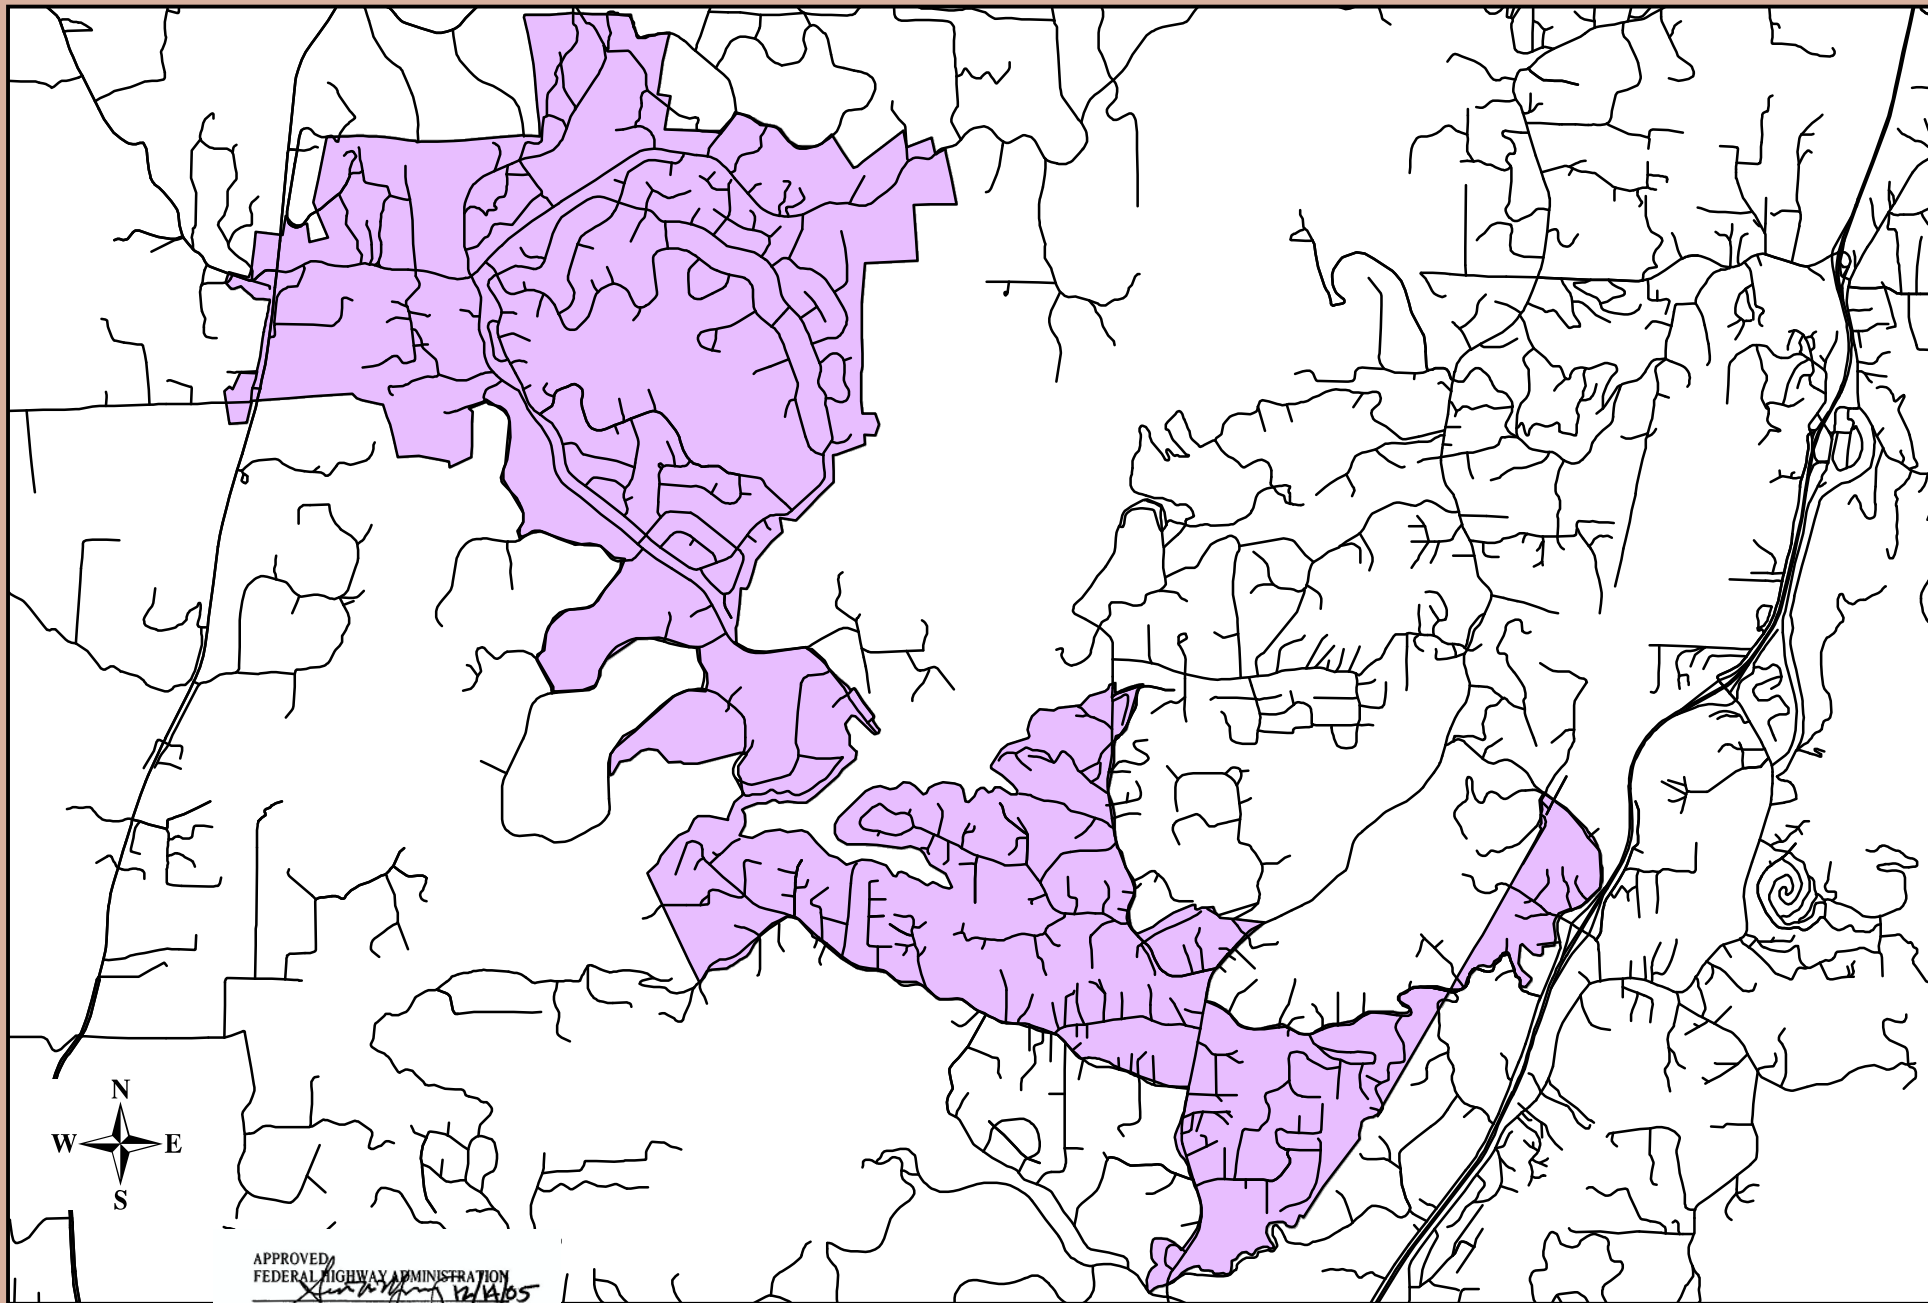 N
W E
S
APPROVED
FEDERAL HIGHWAY ADMINISTRATION
12/14/05